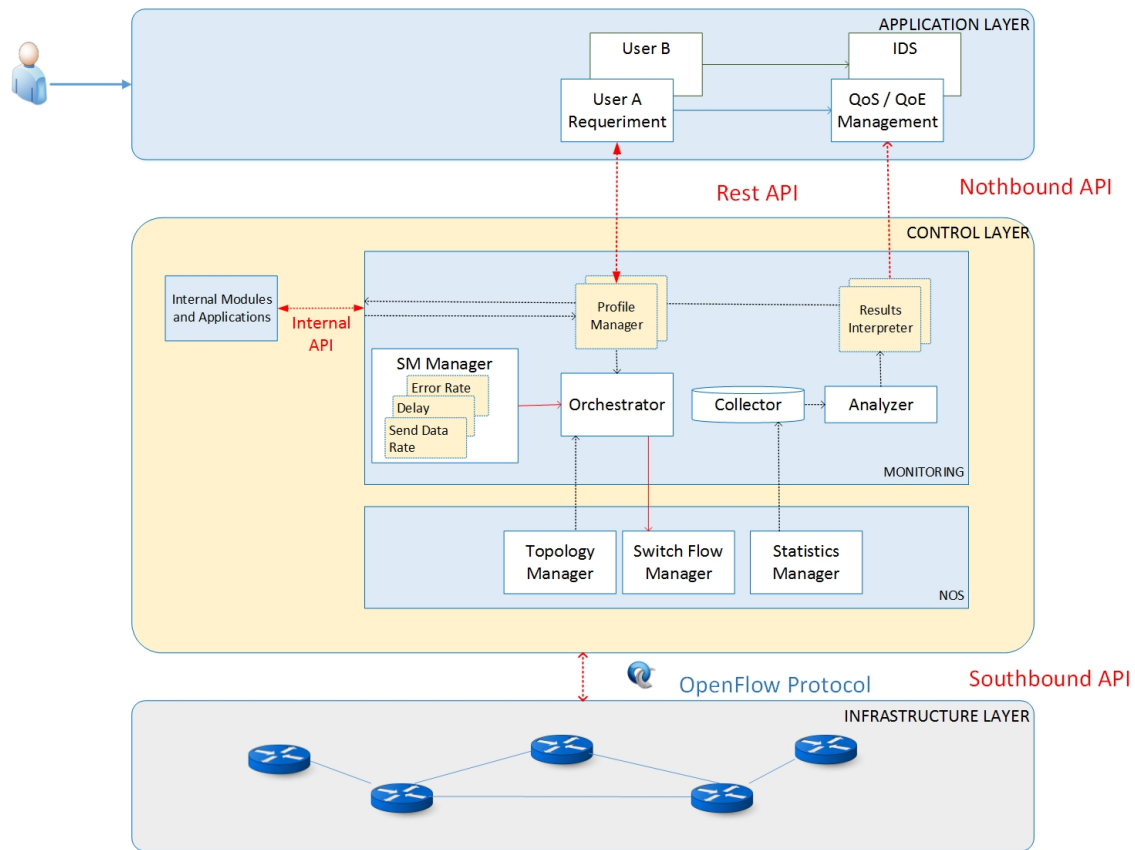 APPLICATION LAYER
User B
IDS
User A
Requeriment
QoS / QoE
Management
Rest API
Nothbound API
CONTROL LAYER
Internal Modules
and Applications
Internal
API
Profile
Manager
Results
Interpreter
SM Manager
Error Rate
Delay
Send Data
Rate
Orchestrator
Collector
Analyzer
MONITORING
Topology
Manager
Switch Flow
Manager
Statistics
Manager
NOS
OpenFlow Protocol
Southbound API
INFRASTRUCTURE LAYER